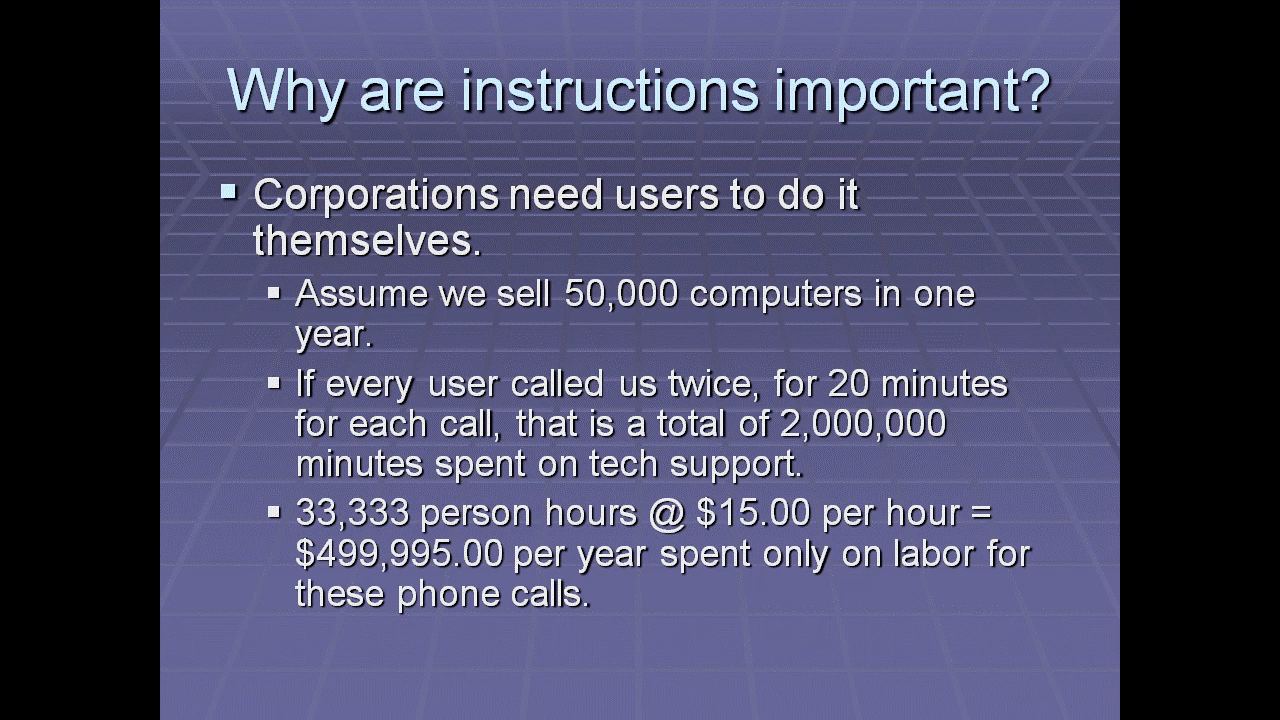 Why are instructions important?
Corporations need users to do it
themselves.
Assume we sell 50,000 computers in one
year.
If every user called us twice, for 20 minutes
for each call, that is a total of 2,000,000
minutes spent on tech support.
33,333 person hours @ $15.00 per hour =
$499,995.00 per year spent only on labor for
these phone calls.